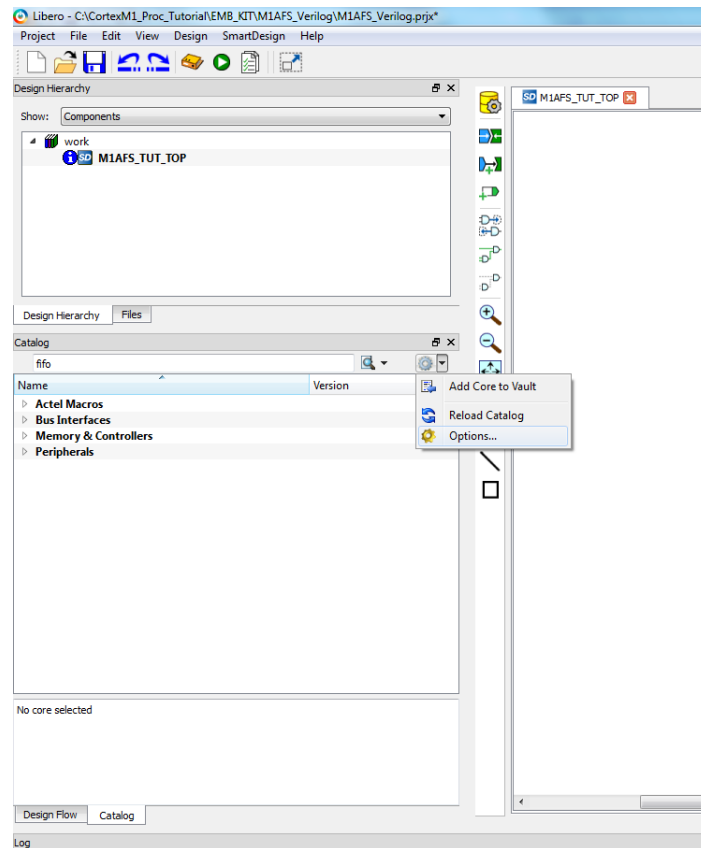 Libero - C:\CortexM1_Proc_Tutorial\EMB_KIT\M1AFS_Verilog\M1AFS_Verilog.prjx*
Project File Edit View Design SmartDesign Help
Design Hierarchy
Show: Components
work
SD M1AFS_TUT_TOP
Design Hierarchy Files
Catalog
fifo
Name Version
Actel Macros
Bus Interfaces
Memory & Controllers
Peripherals
Add Core to Vault
Reload Catalog
Options...
No core selected
Design Flow Catalog
Log
SD M1AFS_TUT_TOP